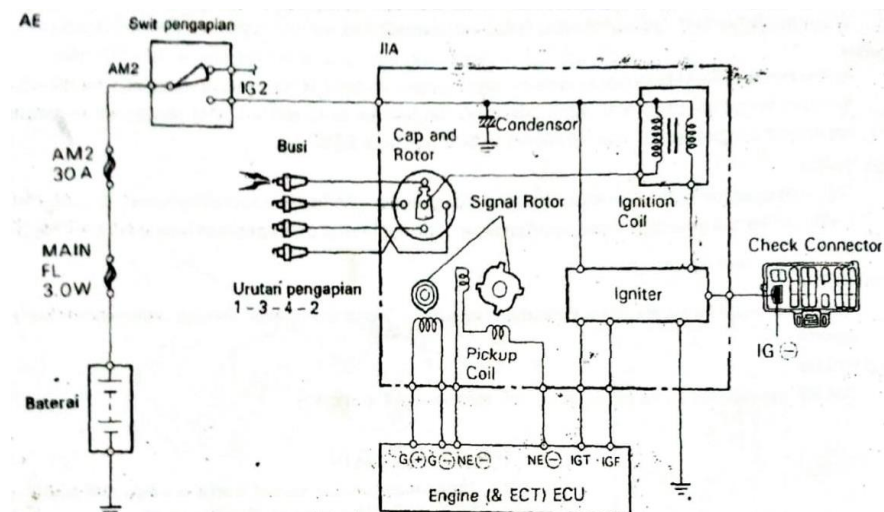 AE
Swit pengapian
AM2
IG 2
IIA
AM2
30 A
MAIN
FL
3.0W
Baterai
Busi
Cap and
Rotor
Condensor
Ignition
Coil
Signal Rotor
Urutan pengapian
1 - 3 - 4 - 2
Pickup
Coil
Igniter
Check Connector
IG ⊖
G⊕ G⊖ NE⊖ NE⊖ IGT IGF
Engine (& ECT) ECU